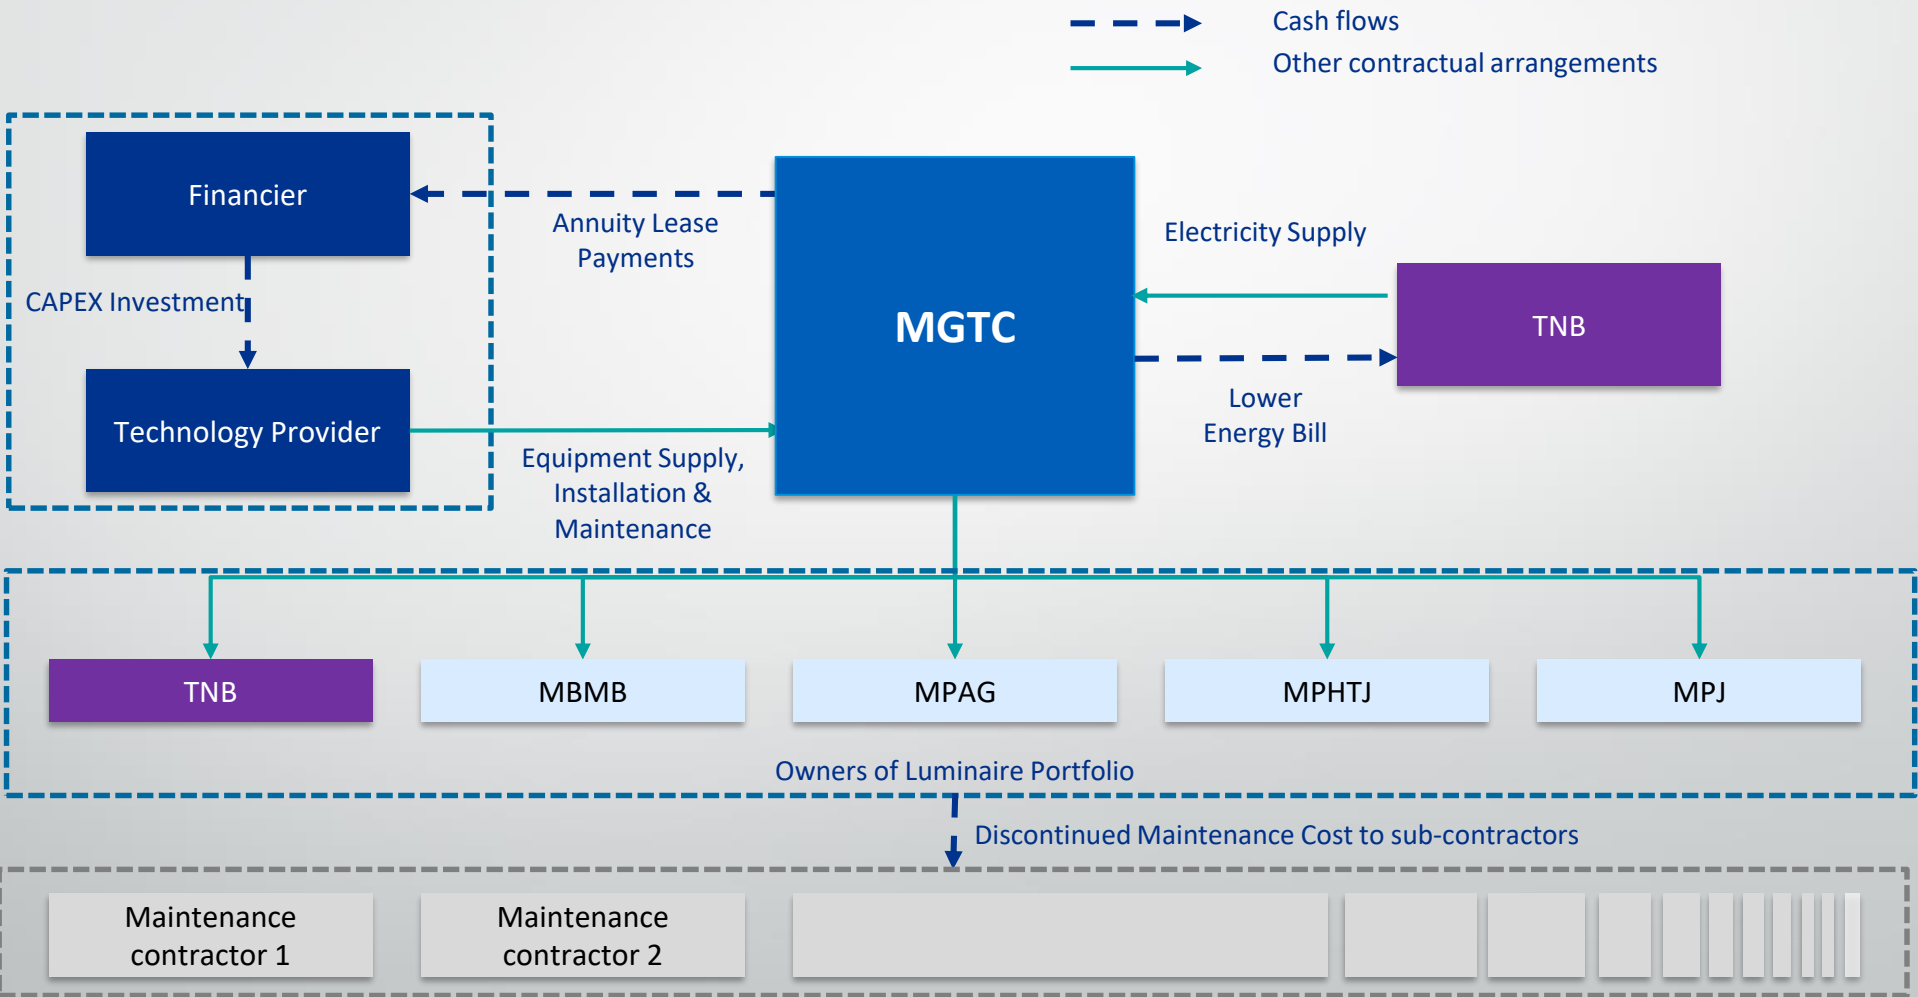 Cash flows
Other contractual arrangements
Financier
Annuity Lease
Payments
CAPEX Investment
Technology Provider
Equipment Supply,
Installation &
Maintenance
MGTC
Electricity Supply
TNB
Lower
Energy Bill
TNB
MBMB
MPAG
MPHTJ
MPJ
Owners of Luminaire Portfolio
Discontinued Maintenance Cost to sub-contractors
Maintenance
contractor 1
Maintenance
contractor 2